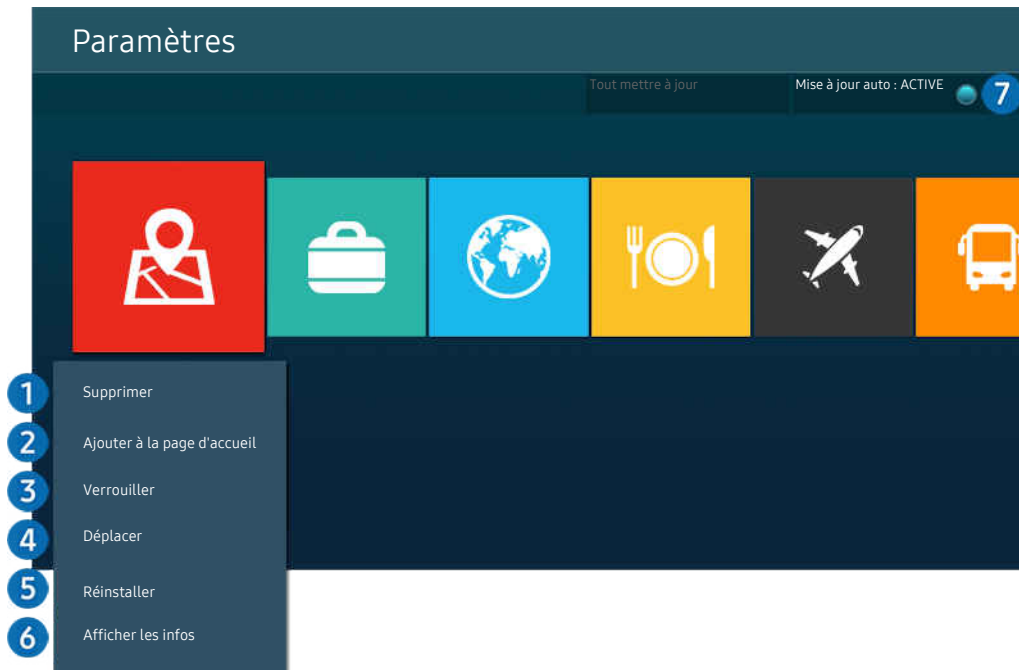 Paramètres
Tout mettre à jour
Mise à jour auto : ACTIVE
7
1 Supprimer
2 Ajouter à la page d'accueil
3 Verrouiller
4 Déplacer
5 Réinstaller
6 Afficher les infos